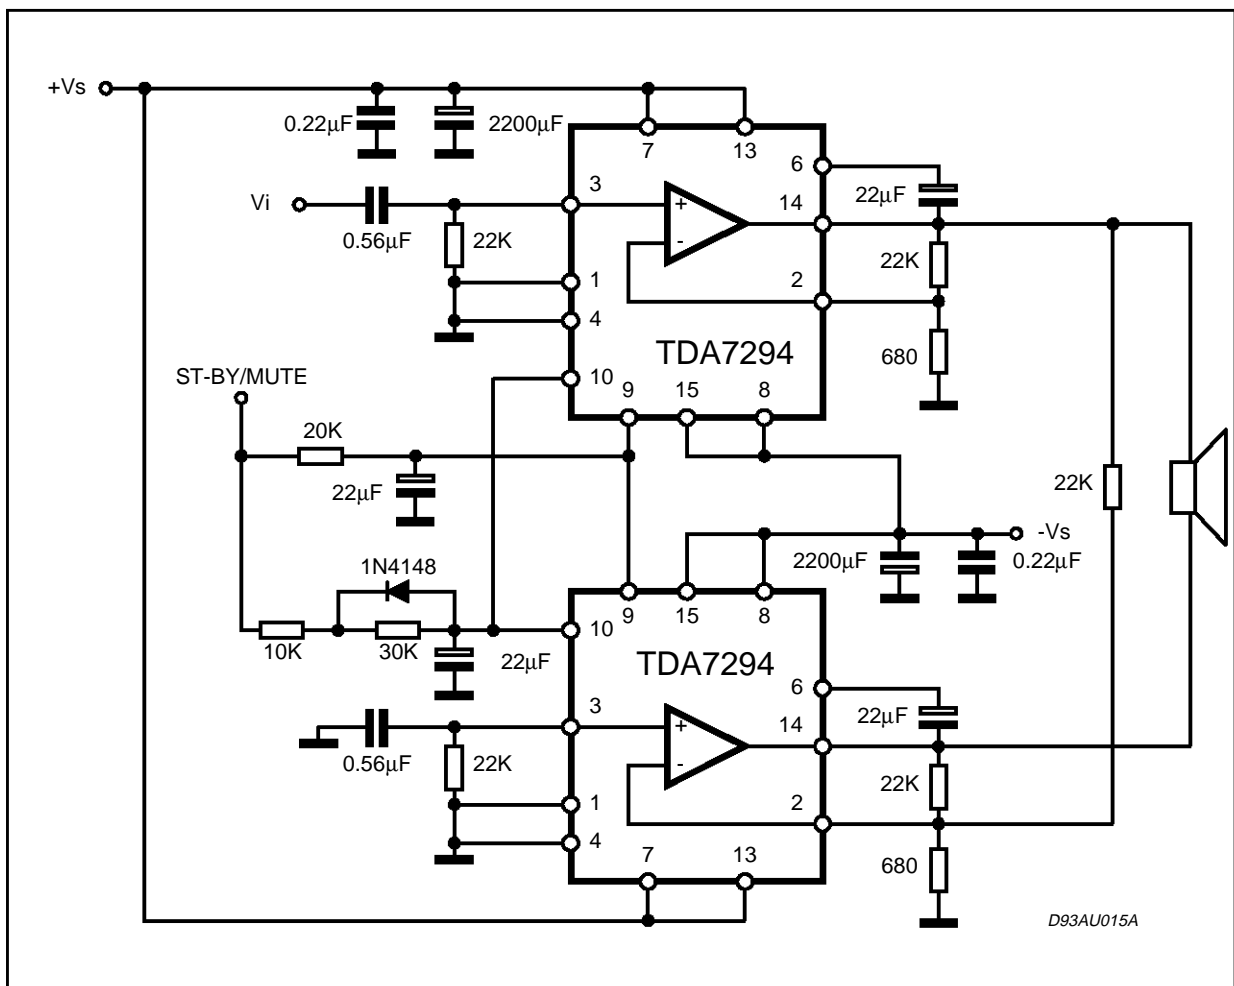 +Vs
0.22µF
2200µF
7
13
6
3
22µF
14
Vi
+
0.56µF
22K
-
22K
1
2
4
TDA7294
680
10
ST-BY/MUTE
9
15
8
20K
22µF
22K
-Vs
2200µF
0.22µF
1N4148
9
15
8
10
10K
30K
22µF
TDA7294
6
3
22µF
14
+
0.56µF
22K
-
22K
1
2
4
7
13
680
D93AU015A